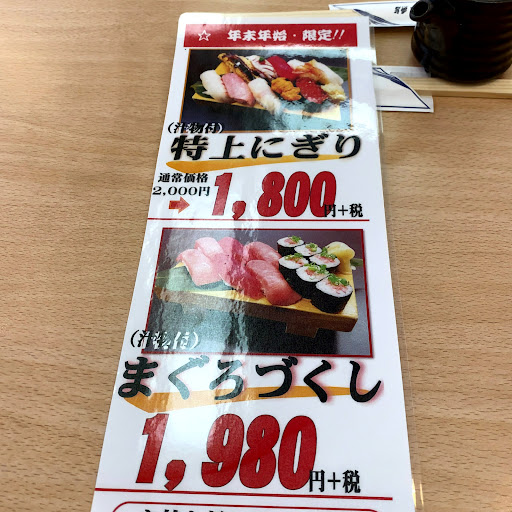 ☆ 年末年始・限定!!
(汁物付)
特上にぎり
通常価格
2,000円
➡ 1,800円+税
(汁物付)
まぐろづくし
1,980円+税